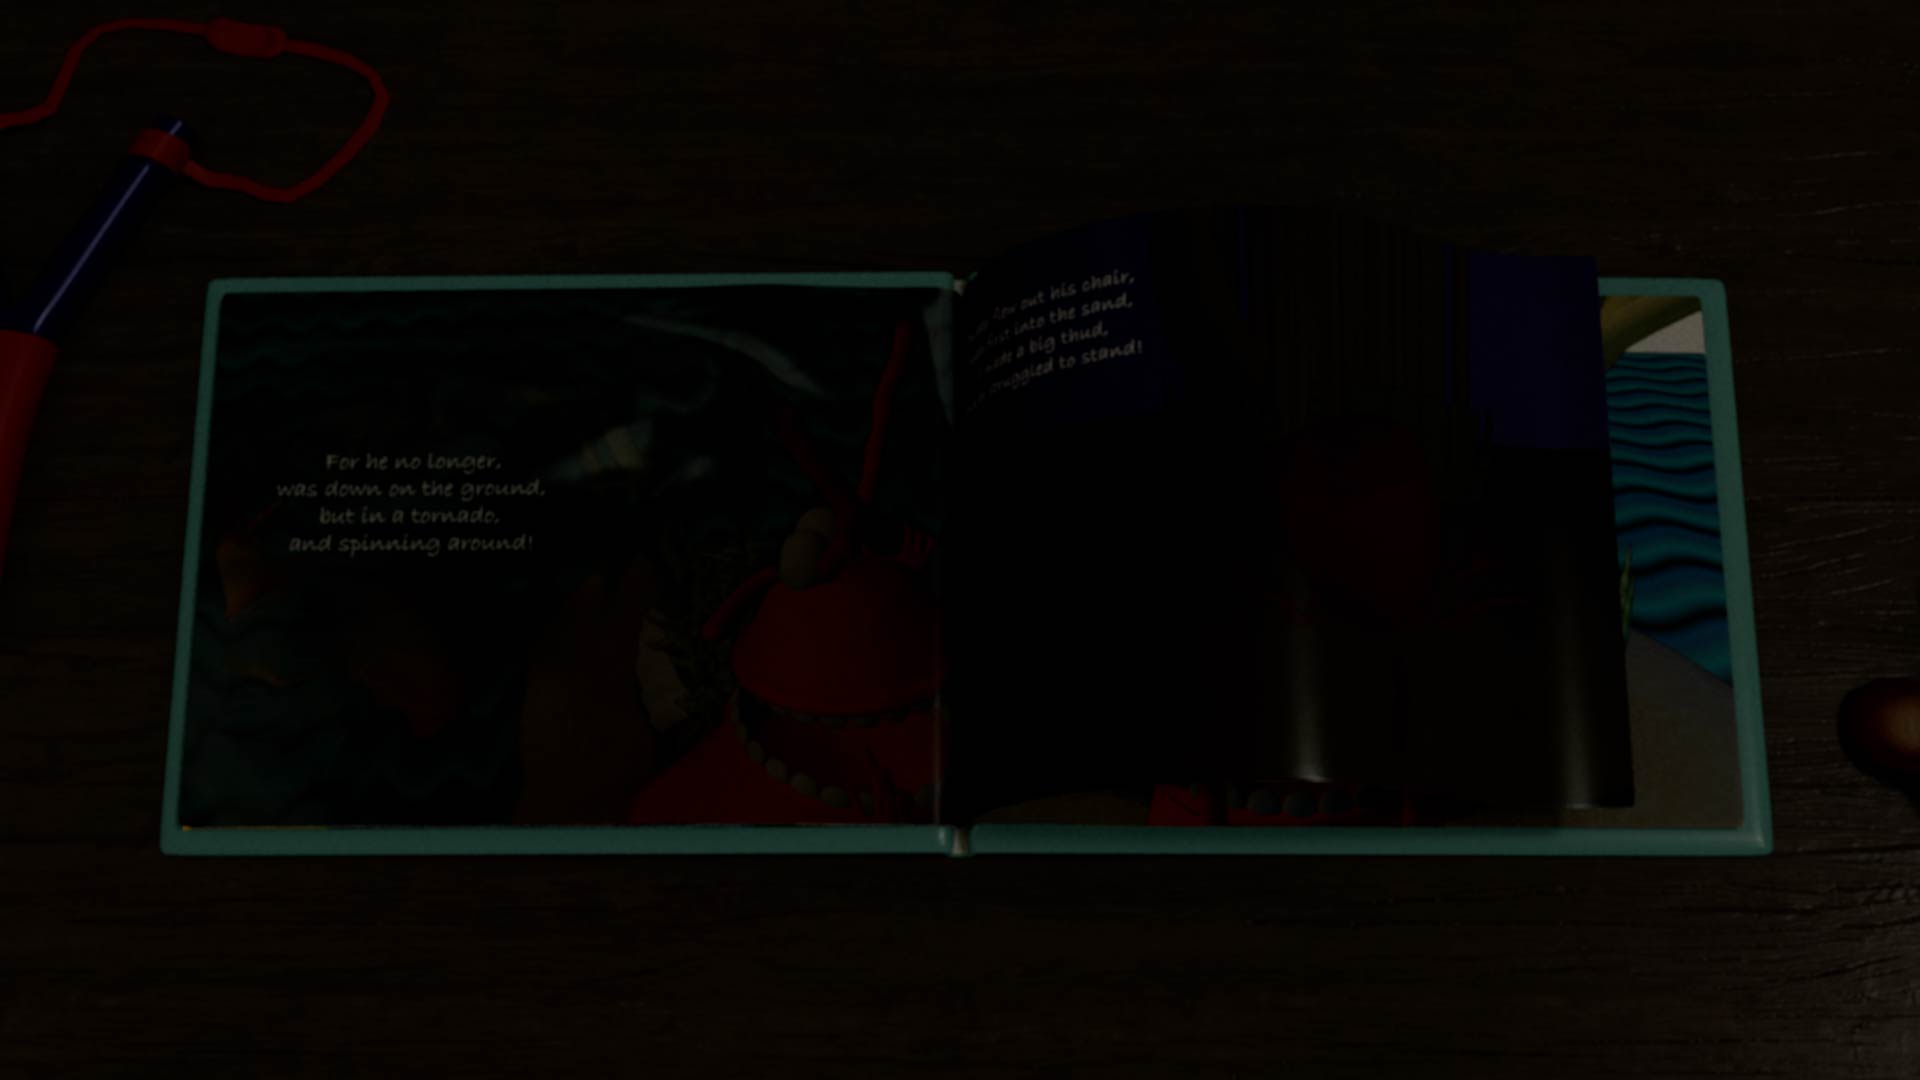 For he no longer,
was down on the ground,
but in a tornado,
and spinning around!
out his chair,
into the sand,
a big thud,
to stand!